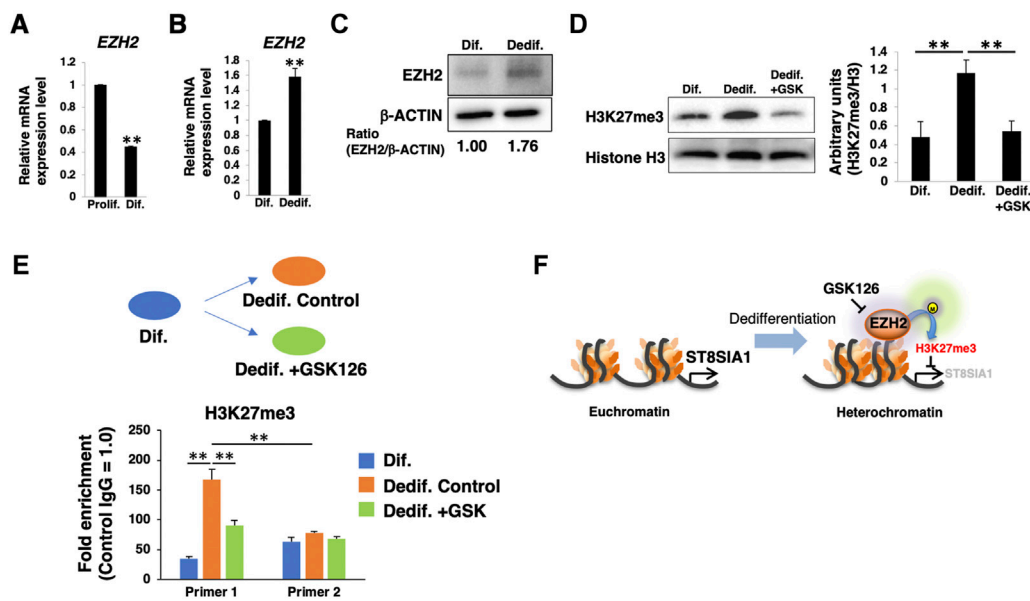 A
EZH2
Relative mRNA
expression level
1.2
1
0.8
0.6
0.4
0.2
0
**
Prolif. Dif.
B
EZH2
Relative mRNA
expression level
1.8
1.6
1.4
1.2
1
0.8
0.6
0.4
0.2
0
**
Dif. Dedif.
C
Dif. Dedif.
EZH2
β-ACTIN
Ratio
(EZH2/β-ACTIN) 1.00 1.76
D
Dif. Dedif. Dedif.
+GSK
H3K27me3
Histone H3
Arbitrary units
(H3K27me3/H3)
1.4
1.2
1.0
0.8
0.6
0.4
0.2
0
** **
Dif. Dedif. Dedif.
+GSK
E
Dif.
Dedif. Control
Dedif. +GSK126
H3K27me3
Fold enrichment
(Control IgG = 1.0)
250
200
150
100
50
0
**
** **
Primer 1 Primer 2
Dif.
Dedif. Control
Dedif. +GSK
F
ST8SIA1
Euchromatin
Dedifferentiation
GSK126
EZH2
M
H3K27me3
ST8SIA1
Heterochromatin